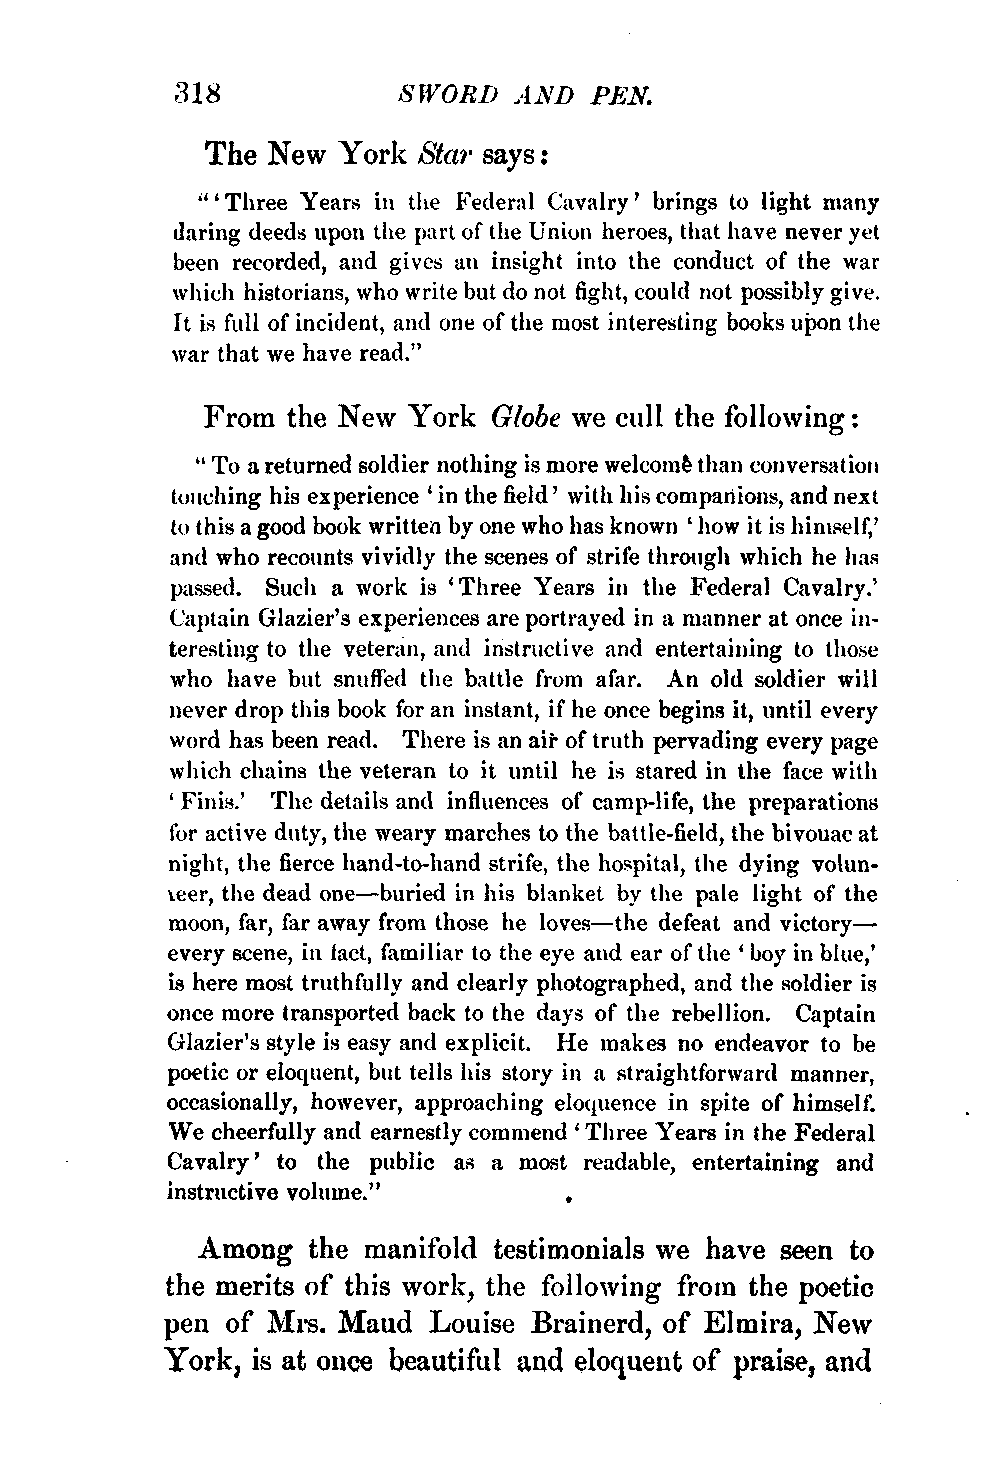 318 SWORD AND PEN.
The New York Star says:
"'Three Years in the Federal Cavalry' brings to light many
daring deeds upon the part of the Union heroes, that have never yet
been recorded, and gives an insight into the conduct of the war
which historians, who write but do not fight, could not possibly give.
It is full of incident, and one of the most interesting books upon the
war that we have read."
From the New York Globe we cull the following:
"To a returned soldier nothing is more welcome than conversation
touching his experience 'in the field' with his companions, and next
to this a good book written by one who has known 'how it is himself,'
and who recounts vividly the scenes of strife through which he has
passed. Such a work is 'Three Years in the Federal Cavalry.'
Captain Glazier's experiences are portrayed in a manner at once in-
teresting to the veteran, and instructive and entertaining to those
who have but snuffed the battle from afar. An old soldier will
never drop this book for an instant, if he once begins it, until every
word has been read. There is an air of truth pervading every page
which chains the veteran to it until he is stared in the face with
'Finis.' The details and influences of camp-life, the preparations
for active duty, the weary marches to the battle-field, the bivouac at
night, the fierce hand-to-hand strife, the hospital, the dying volun-
teer, the dead one—buried in his blanket by the pale light of the
moon, far, far away from those he loves—the defeat and victory—
every scene, in fact, familiar to the eye and ear of the 'boy in blue,'
is here most truthfully and clearly photographed, and the soldier is
once more transported back to the days of the rebellion. Captain
Glazier's style is easy and explicit. He makes no endeavor to be
poetic or eloquent, but tells his story in a straightforward manner,
occasionally, however, approaching eloquence in spite of himself.
We cheerfully and earnestly commend 'Three Years in the Federal
Cavalry' to the public as a most readable, entertaining and
instructive volume."
Among the manifold testimonials we have seen to
the merits of this work, the following from the poetic
pen of Mrs. Maud Louise Brainerd, of Elmira, New
York, is at once beautiful and eloquent of praise, and